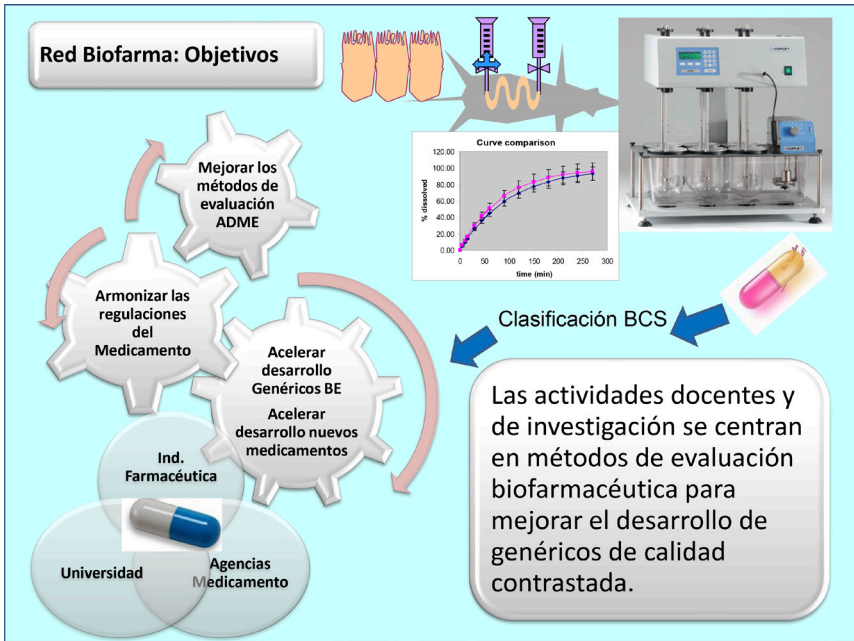 Red Biofarma: Objetivos
Mejorar los
métodos de
evaluación
ADME
Armonizar las
regulaciones
del
Medicamento
Acelerar
desarrollo
Genéricos BE
Acelerar
desarrollo nuevos
medicamentos
Ind.
Farmacéutica
Universidad
Agencias
Medicamento
Curve comparison
% dissolved
120.00
100.00
80.00
60.00
40.00
20.00
0.00
0 50 100 150 200 250 300
time (min)
Clasificación BCS
Las actividades docentes y
de investigación se centran
en métodos de evaluación
biofarmacéutica para
mejorar el desarrollo de
genéricos de calidad
contrastada.